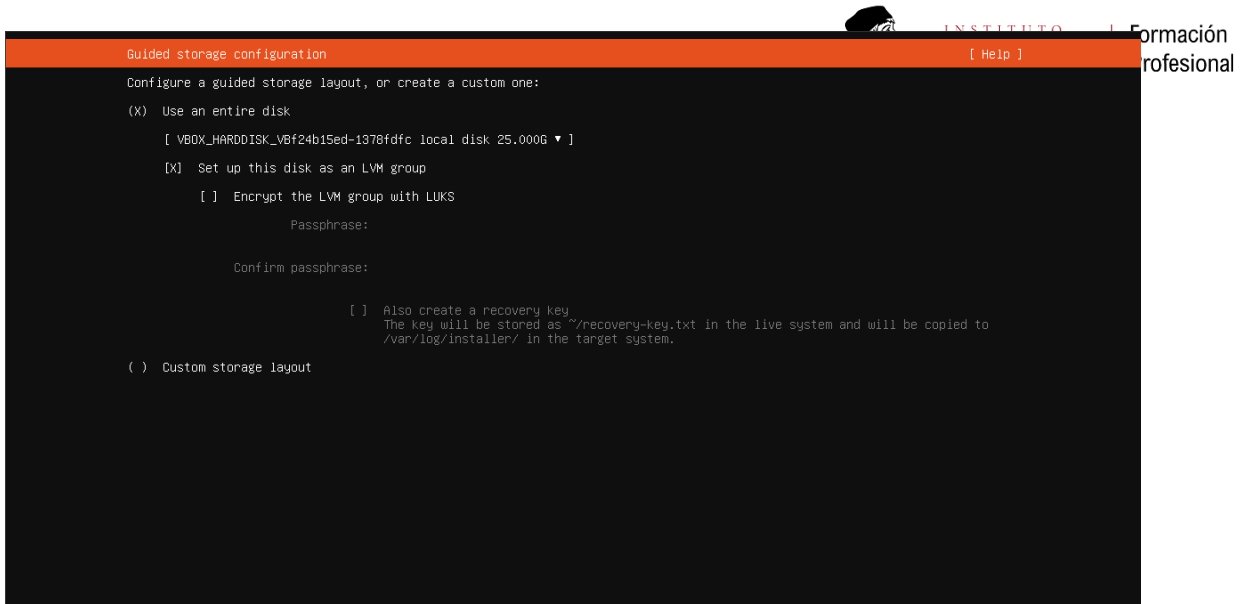 INSTITUTO
Formación
rofesional
Guided storage configuration [ Help ]
Configure a guided storage layout, or create a custom one:
(X) Use an entire disk
[ VBOX_HARDDISK_VBf24b15ed-1378fdfc local disk 25.000G ▾ ]
[X] Set up this disk as an LVM group
[ ] Encrypt the LVM group with LUKS
Passphrase:
Confirm passphrase:
[ ] Also create a recovery key
The key will be stored as ~/recovery-key.txt in the live system and will be copied to
/var/log/installer/ in the target system.
( ) Custom storage layout